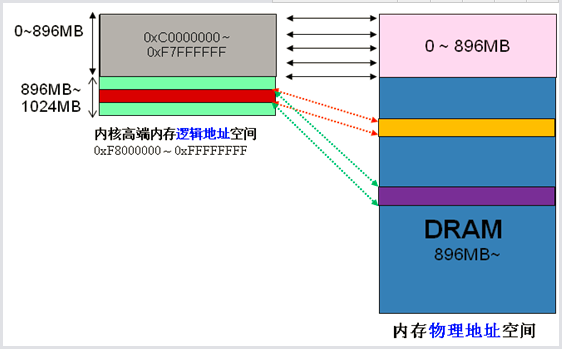 0~896MB
0xC0000000～
0xF7FFFFFF
0 ~ 896MB
896MB~
1024MB
内核高端内存逻辑地址空间
0xF8000000～0xFFFFFFFF
DRAM
896MB~
内存物理地址空间